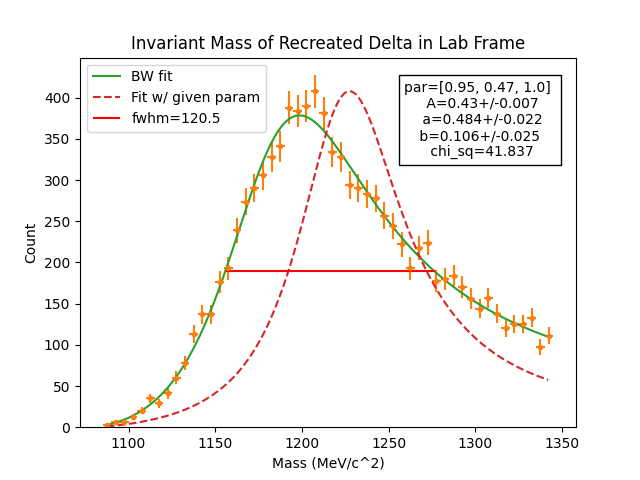 Invariant Mass of Recreated Delta in Lab Frame
BW fit
Fit w/ given param
fwhm=120.5
par=[0.95, 0.47, 1.0]
A=0.43+/-0.007
a=0.484+/-0.022
b=0.106+/-0.025
chi_sq=41.837
Count
400
350
300
250
200
150
100
50
0
1100
1150
1200
1250
1300
1350
Mass (MeV/c^2)